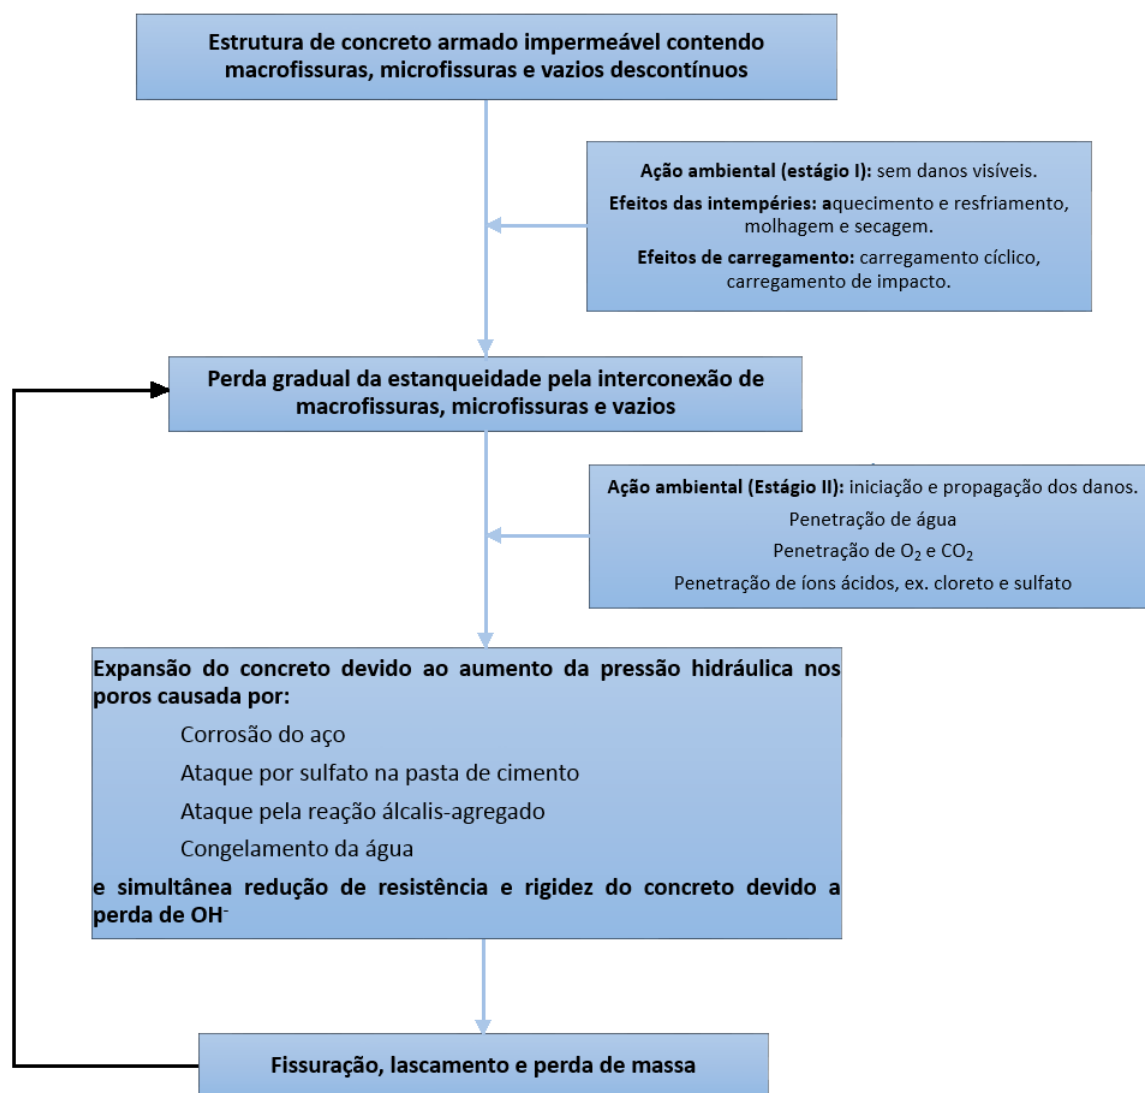 Estrutura de concreto armado impermeável contendo
macrofissuras, microfissuras e vazios descontínuos
Ação ambiental (estágio I): sem danos visíveis.
Efeitos das intempéries: aquecimento e resfriamento,
molhagem e secagem.
Efeitos de carregamento: carregamento cíclico,
carregamento de impacto.
Perda gradual da estanqueidade pela interconexão de
macrofissuras, microfissuras e vazios
Ação ambiental (Estágio II): iniciação e propagação dos danos.
Penetração de água
Penetração de O₂ e CO₂
Penetração de íons ácidos, ex. cloreto e sulfato
Expansão do concreto devido ao aumento da pressão hidráulica nos
poros causada por:
Corrosão do aço
Ataque por sulfato na pasta de cimento
Ataque pela reação álcalis-agregado
Congelamento da água
e simultânea redução de resistência e rigidez do concreto devido a
perda de OH⁻
Fissuração, lascamento e perda de massa